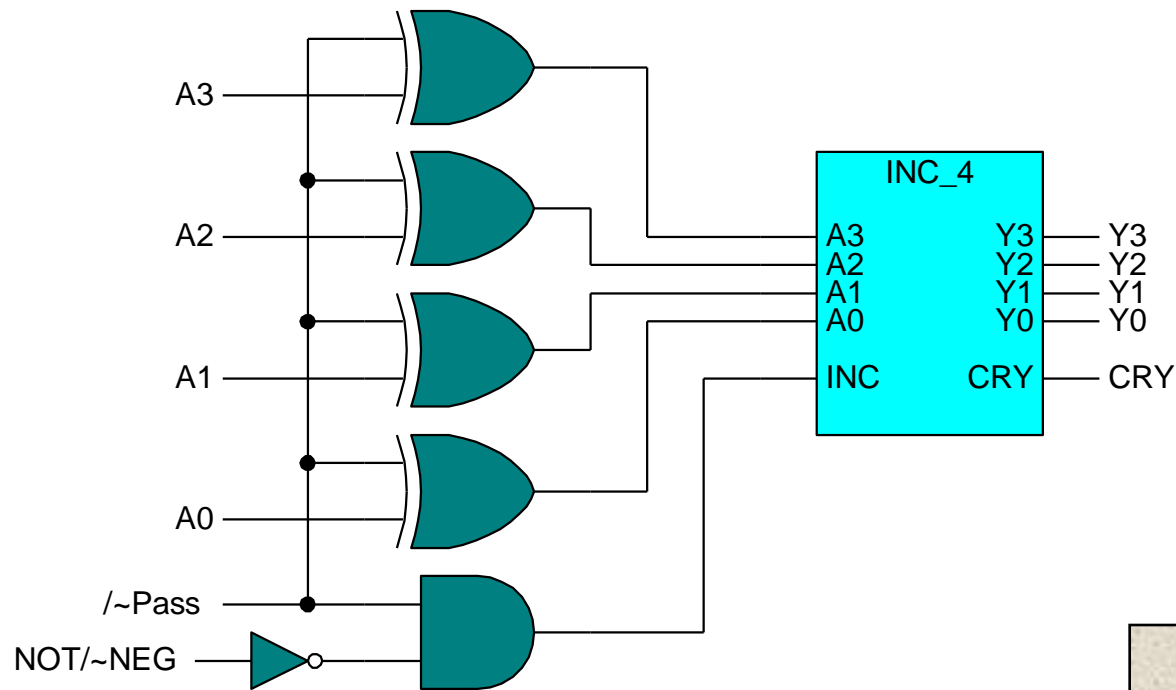 A3
A2
A1
A0
/~Pass
NOT/~NEG
INC_4
A3 Y3 Y3
A2 Y2 Y2
A1 Y1 Y1
A0 Y0 Y0
INC CRY CRY